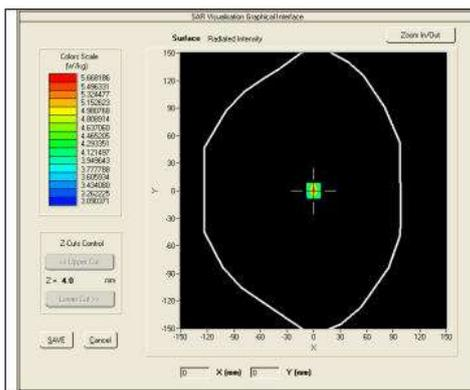 SAR Visualisation Graphical Interface
Surface Radiated Intensity
Zoom In/Out
Colors Scale
(W/kg)
5.668186
5.496331
5.324477
5.152623
4.980768
4.808914
4.637060
4.465205
4.293351
4.121497
3.949643
3.777788
3.605934
3.434080
3.262225
3.090371
Z-Cuts Control
<< Upper Cut
Z = 4.0 mm
Lower Cut >>
SAVE
Cancel
150
120
90
60
30
0
-30
-60
-90
-120
-150
Y
-150 -120 -90 -60 -30 0 30 60 90 120 150
X
0 X (mm) 0 Y (mm)